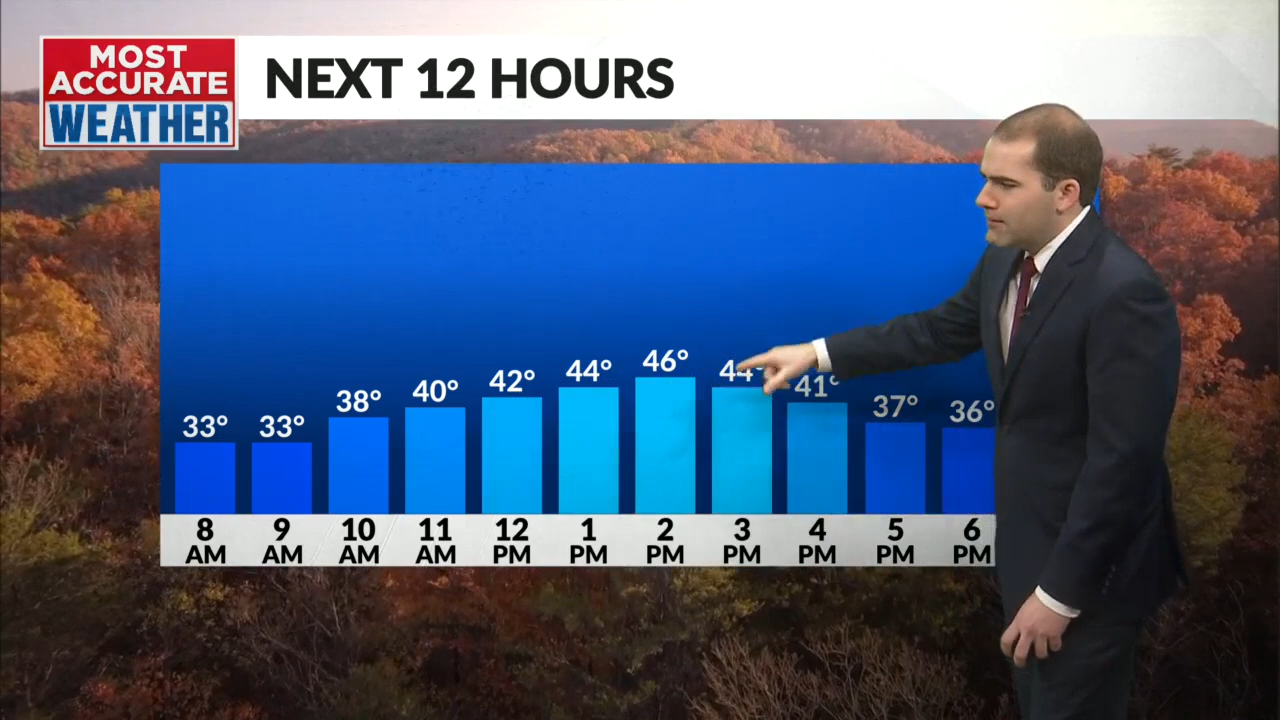 MOST
ACCURATE
WEATHER
NEXT 12 HOURS
33° 33° 38° 40° 42° 44° 46° 44° 41° 37° 36°
8 9 10 11 12 1 2 3 4 5 6
AM AM AM AM PM PM PM PM PM PM PM